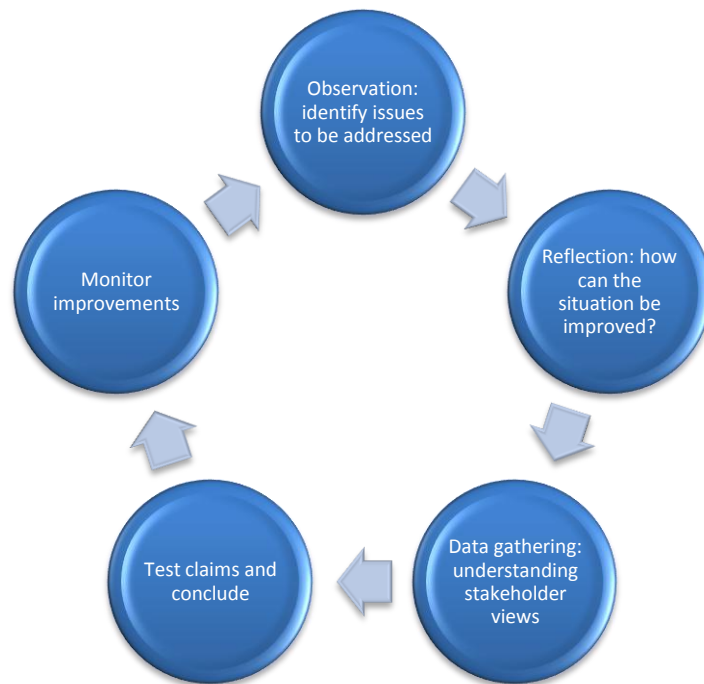 Observation:
identify issues
to be addressed
Reflection: how
can the
situation be
improved?
Data gathering:
understanding
stakeholder
views
Test claims and
conclude
Monitor
improvements